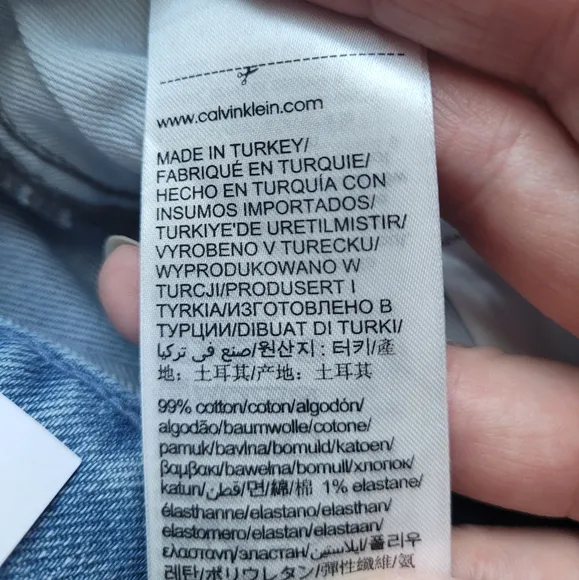 www.calvinklein.com
MADE IN TURKEY/
FABRIQUÉ EN TURQUIE/
HECHO EN TURQUÍA CON
INSUMOS IMPORTADOS/
TURKIYE'DE URETILMISTIR/
VYROBENO V TURECKU/
WYPRODUKOWANO W
TURCJI/PRODUSERT I
TYRKIA/ИЗГОТОВЛЕНО В
ТУРЦИИ/DIBUAT DI TURKI/
صنع في تركيا/원산지 : 터키/產
地：土耳其/产地：土耳其
99% cotton/coton/algodón/
algodão/baumwolle/cotone/
pamuk/bavlna/bomuld/katoen/
βαμβακι/bawełna/bomull/хлопок/
katun/قطن/면/綿/棉 1% elastane/
élasthanne/elastano/elasthan/
elastomero/elastan/elastaan/
ελασταvη/эластан/ايلاستين/폴리우
레탄/ポリウレタン/彈性纖維/氨